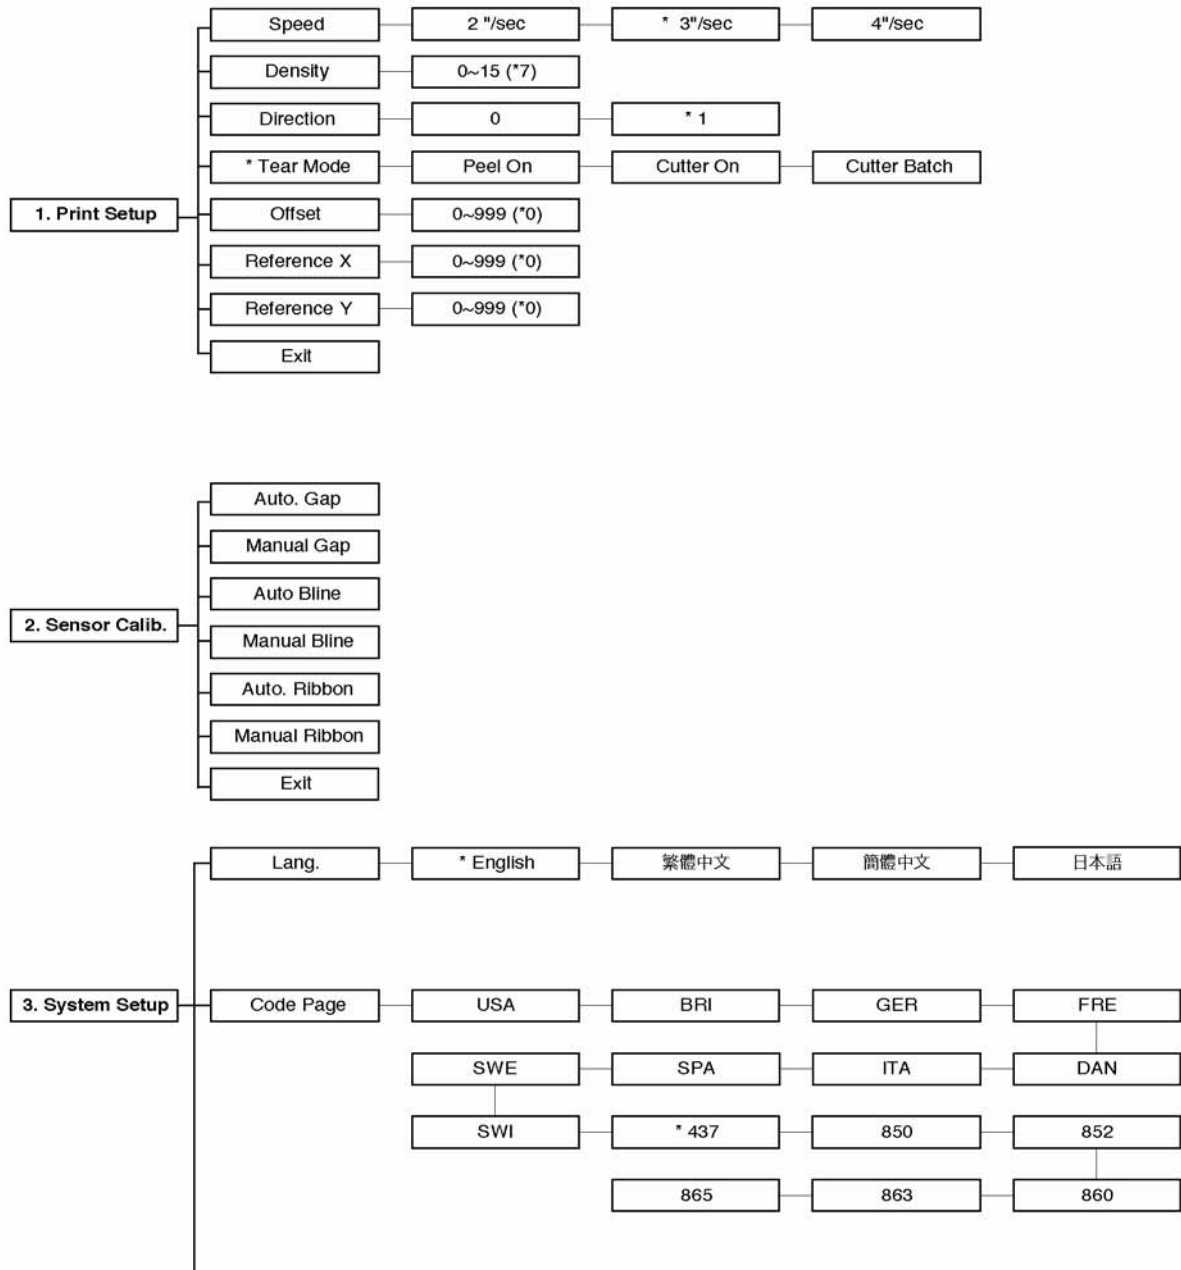 Speed 2 "/sec * 3"/sec 4"/sec
Density 0~15 (*7)
Direction 0 * 1
* Tear Mode Peel On Cutter On Cutter Batch
1. Print Setup Offset 0~999 (*0)
Reference X 0~999 (*0)
Reference Y 0~999 (*0)
Exit
Auto. Gap
Manual Gap
Auto Bline
2. Sensor Calib.
Manual Bline
Auto. Ribbon
Manual Ribbon
Exit
Lang. * English 繁體中文 簡體中文 日本語
3. System Setup Code Page USA BRI GER FRE
SWE SPA ITA DAN
SWI * 437 850 852
865 863 860